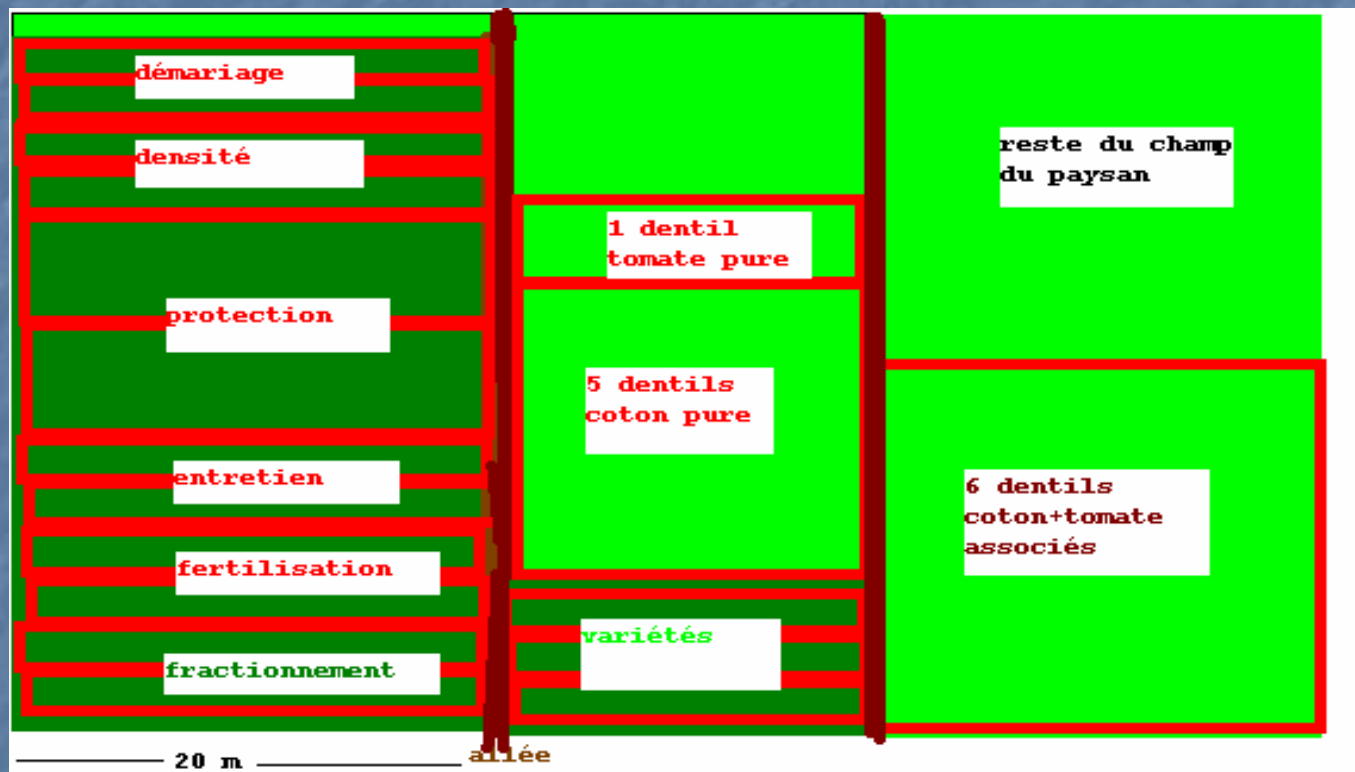 démariage
densité
protection
entretien
fertilisation
fractionnement
1 dentil
tomate pure
5 dentils
coton pure
variétés
reste du champ
du paysan
6 dentils
coton+tomate
associés
20 m
allée